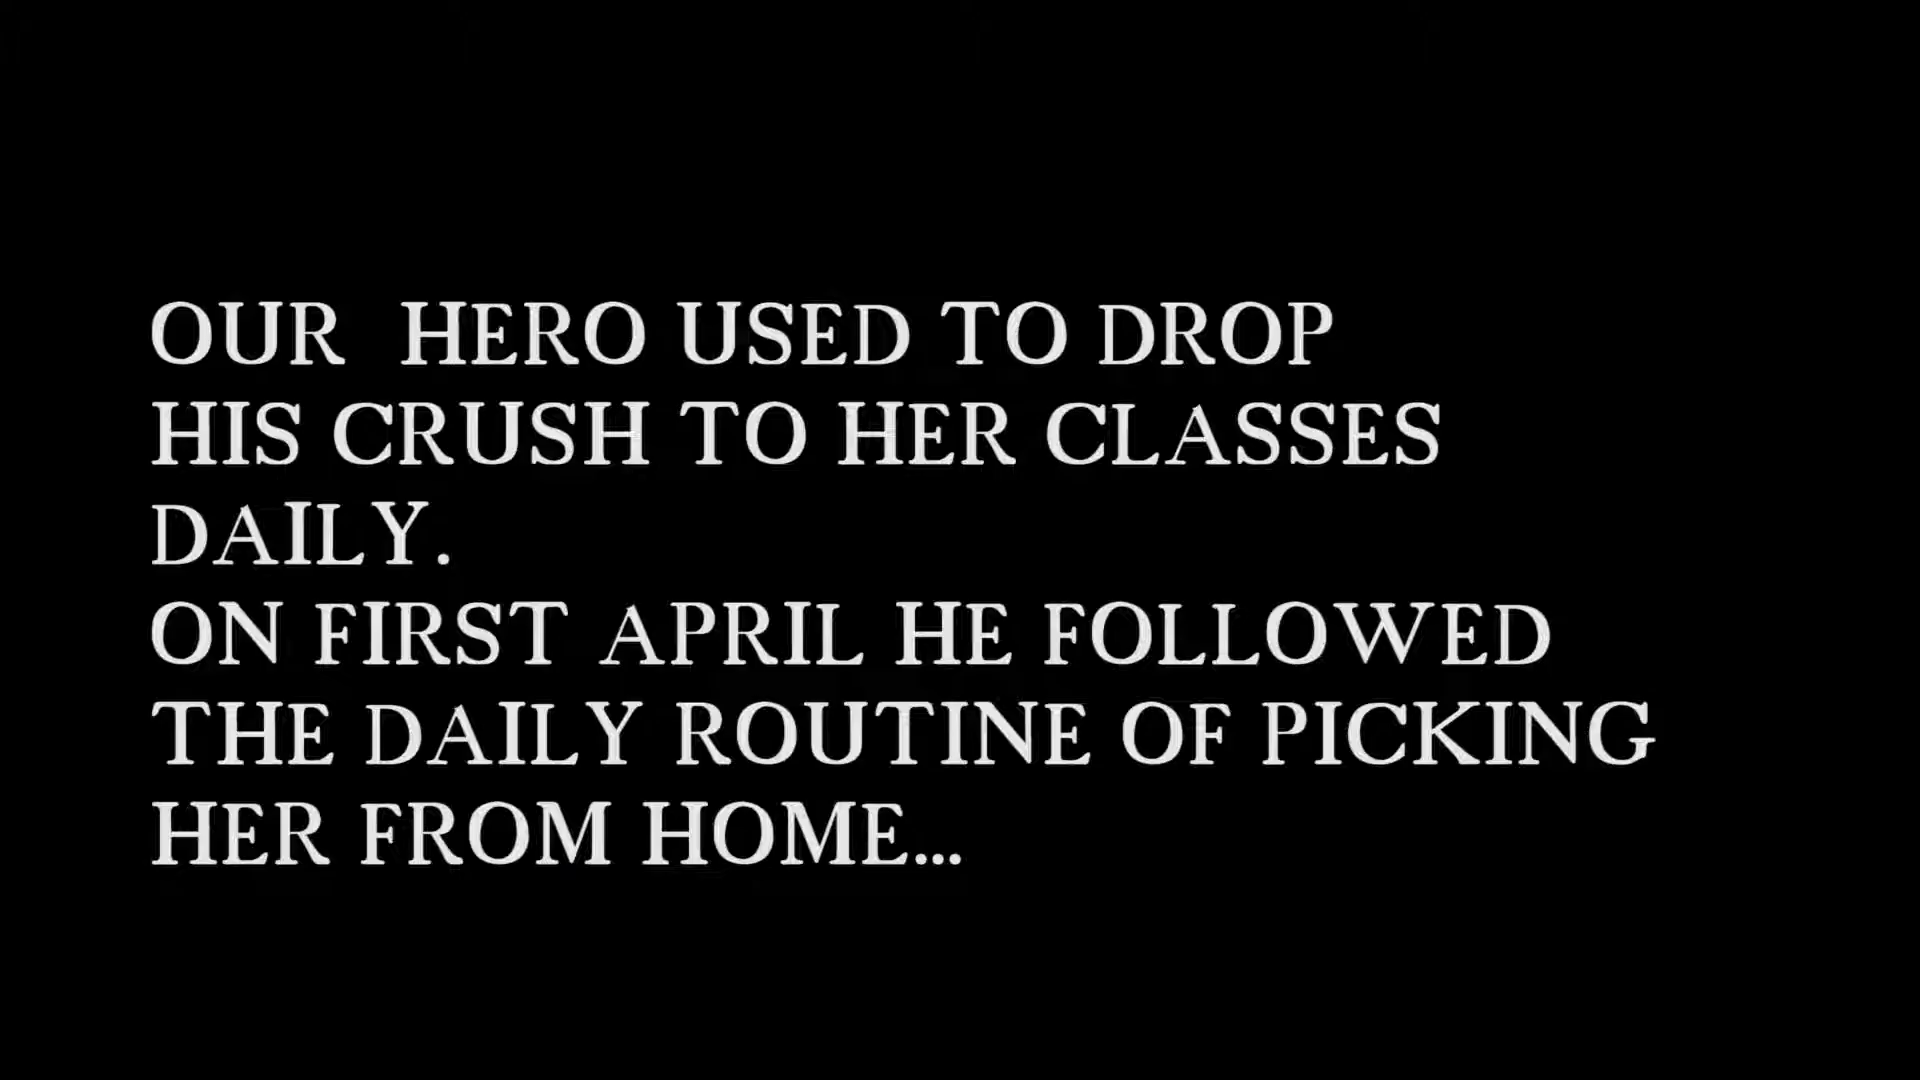 OUR  HERO USED TO DROP
HIS CRUSH TO HER CLASSES
DAILY.
ON FIRST APRIL HE FOLLOWED
THE DAILY ROUTINE OF PICKING
HER FROM HOME...